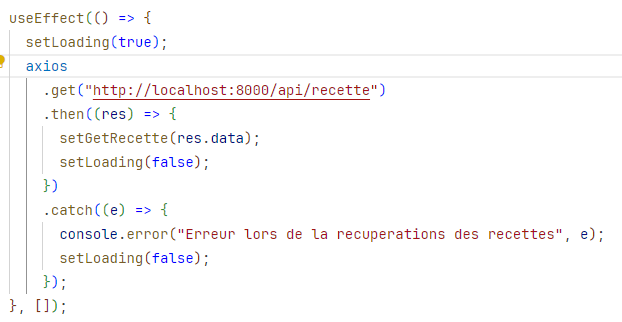 useEffect(() => {
  setLoading(true);
  axios
    .get("http://localhost:8000/api/recette")
    .then((res) => {
      setGetRecette(res.data);
      setLoading(false);
    })
    .catch((e) => {
      console.error("Erreur lors de la recuperations des recettes", e);
      setLoading(false);
    });
}, []);